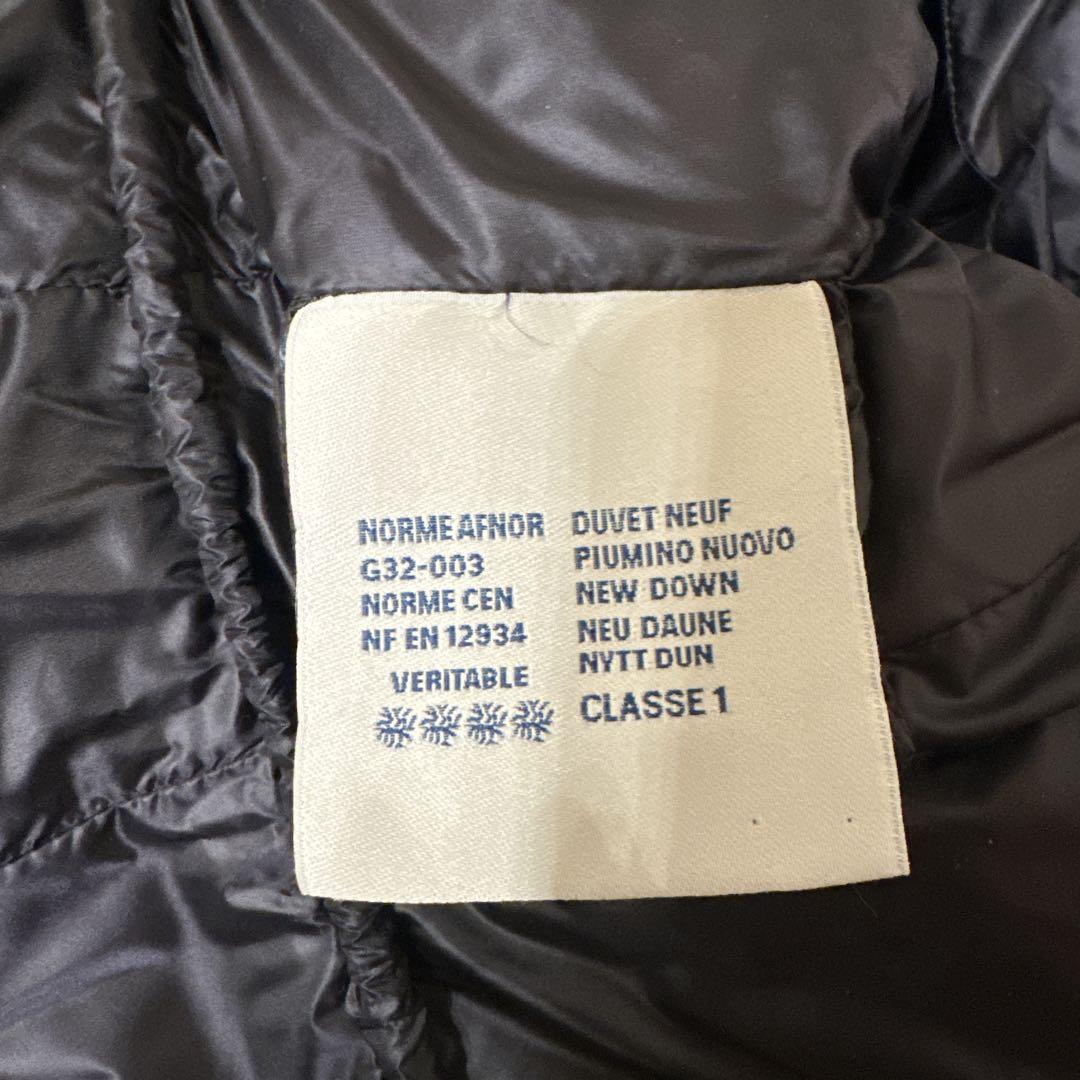 NORME AFNOR
G32-003
NORME CEN
NF EN 12934
VERITABLE
DUVET NEUF
PIUMINO NUOVO
NEW DOWN
NEU DAUNE
NYTT DUN
CLASSE 1